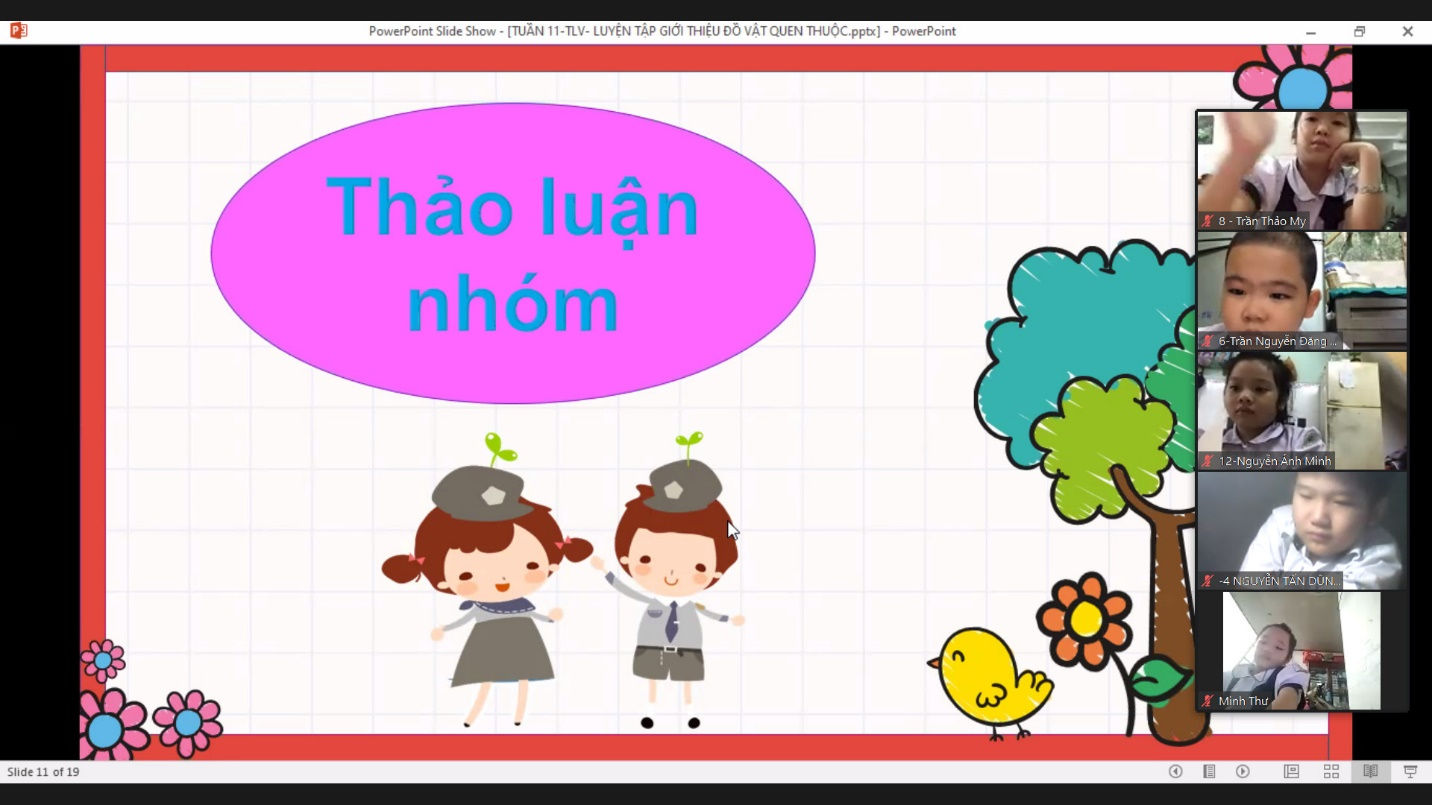 PowerPoint Slide Show - [TUẦN 11-TLV- LUYỆN TẬP GIỚI THIỆU ĐỒ VẬT QUEN THUỘC.pptx] - PowerPoint
Thảo luận
nhóm
8 - Trần Thảo My
6-Trần Nguyễn Đăng ...
12-Nguyễn Ánh Minh
-4 NGUYỄN TẤN DŨN...
Minh Thư
Slide 11 of 19